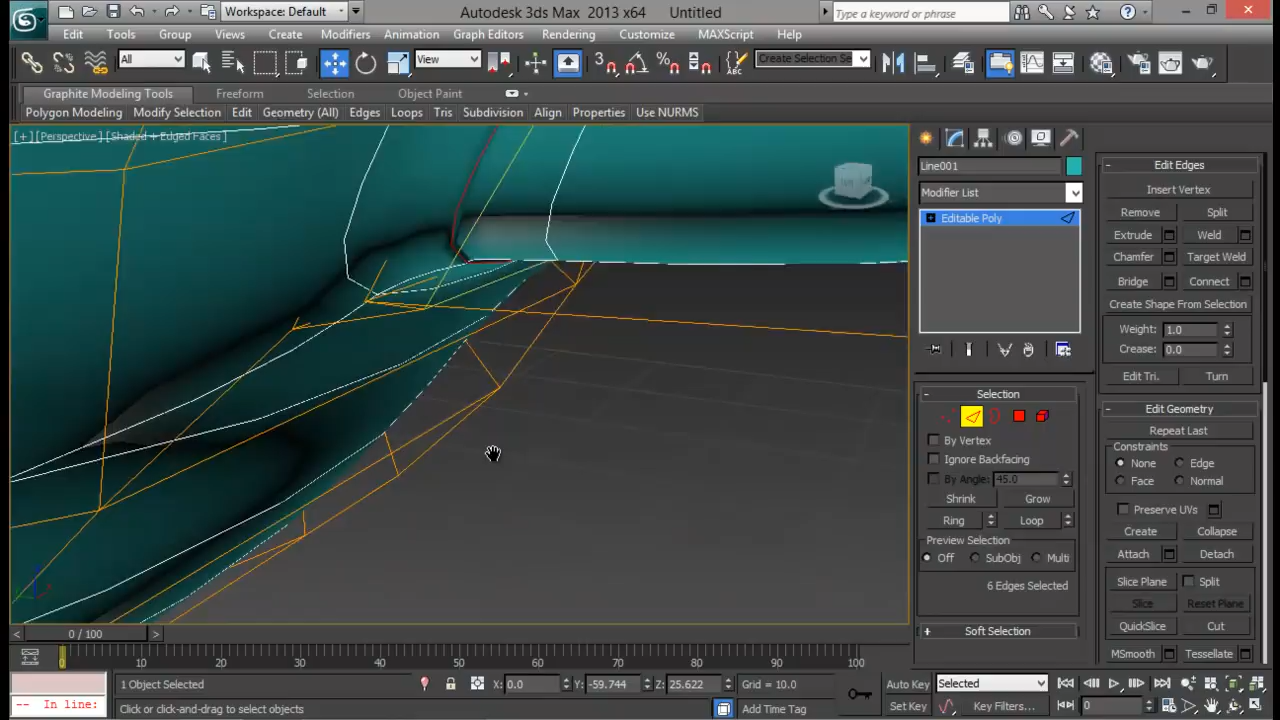 Workspace: Default
Autodesk 3ds Max 2013 x64 Untitled
Type a keyword or phrase
Edit Tools Group Views Create Modifiers Animation Graph Editors Rendering Customize MAXScript Help
All
View
Create Selection Se
Graphite Modeling Tools Freeform Selection Object Paint
Polygon Modeling Modify Selection Edit Geometry (All) Edges Loops Tris Subdivision Align Properties Use NURMS
[+] [Perspective] [Shaded + Edged Faces]
Line001
Modifier List
Editable Poly
Selection
By Vertex
Ignore Backfacing
By Angle: 45.0
Shrink Grow
Ring Loop
Preview Selection
Off SubObj Multi
6 Edges Selected
Soft Selection
Edit Edges
Insert Vertex
Remove Split
Extrude Weld
Chamfer Target Weld
Bridge Connect
Create Shape From Selection
Weight: 1.0
Crease: 0.0
Edit Tri. Turn
Edit Geometry
Repeat Last
Constraints
None Edge
Face Normal
Preserve UVs
Create Collapse
Attach Detach
Slice Plane Split
Slice Reset Plane
QuickSlice Cut
MSmooth Tessellate
< 0 / 100 >
0 10 20 30 40 50 60 70 80 90 100
1 Object Selected X: 0.0 Y: -59.744 Z: 25.622 Grid = 10.0 Auto Key Selected
-- In line: Click or click-and-drag to select objects Add Time Tag Set Key Key Filters... 0